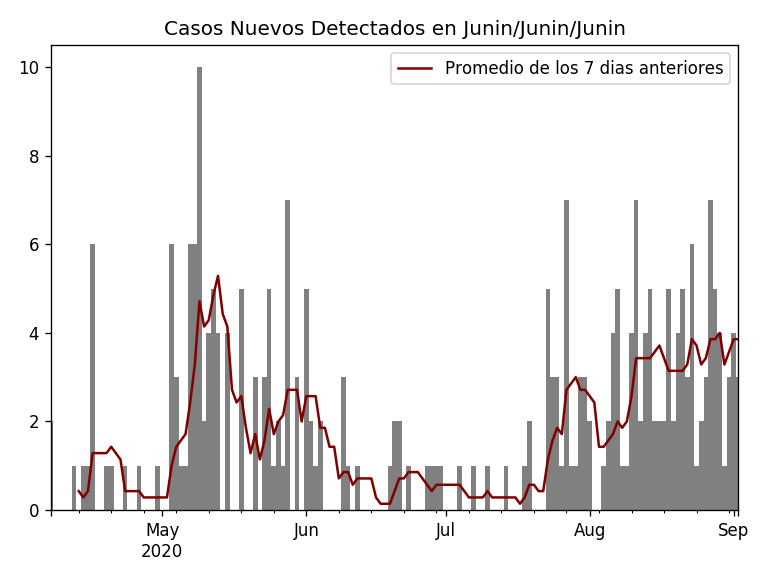 Casos Nuevos Detectados en Junin/Junin/Junin
Promedio de los 7 dias anteriores
10
8
6
4
2
0
May Jun Jul Aug Sep
2020